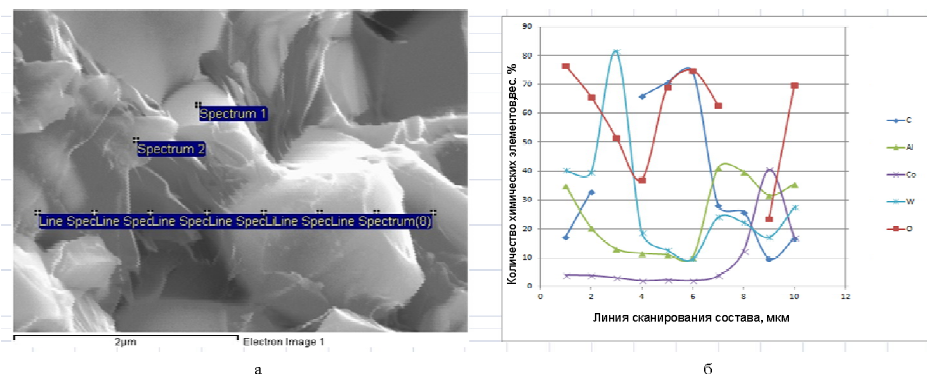 Spectrum 1
Spectrum 2
Line SpecLine SpecLine SpecLine SpecLiLine SpecLine Spectrum(8)
2μm Electron Image 1
а
Количество химических элементов,вес. %
90
80
70
60
50
40
30
20
10
0
0 2 4 6 8 10 12
Линия сканирования состава, мкм
C
Al
Co
W
O
б